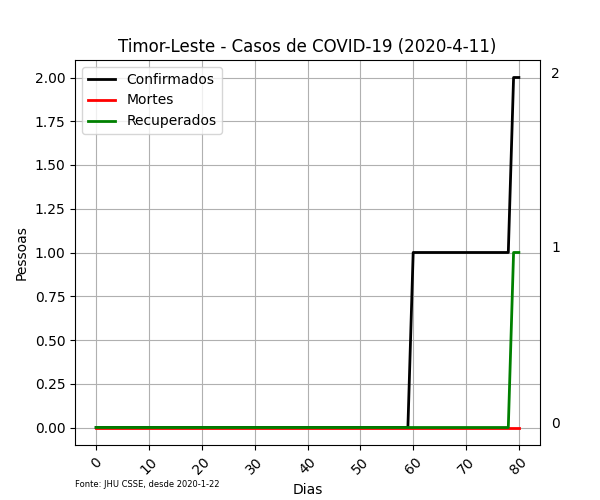 Timor-Leste - Casos de COVID-19 (2020-4-11)
Confirmados
Mortes
Recuperados
Pessoas
2.00
1.75
1.50
1.25
1.00
0.75
0.50
0.25
0.00
2
1
0
0 10 20 30 40 50 60 70 80
Dias
Fonte: JHU CSSE, desde 2020-1-22